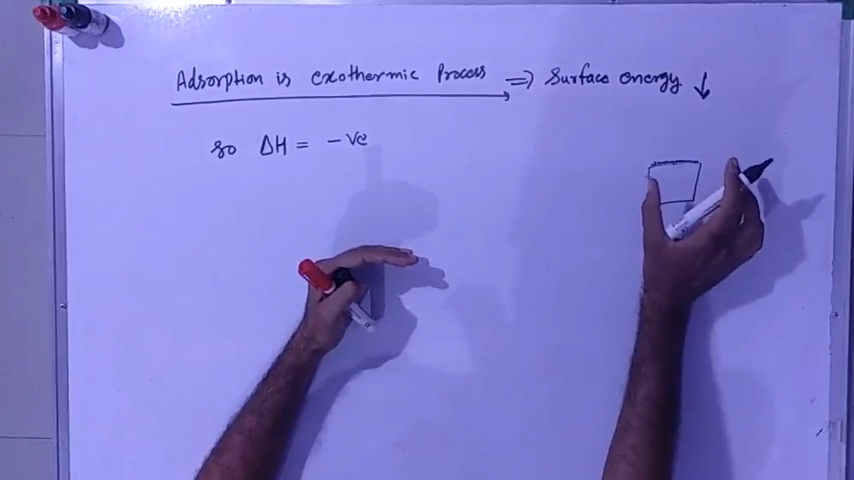 Adsorption is exothermic Process => Surface energy ↓
so ΔH = -ve